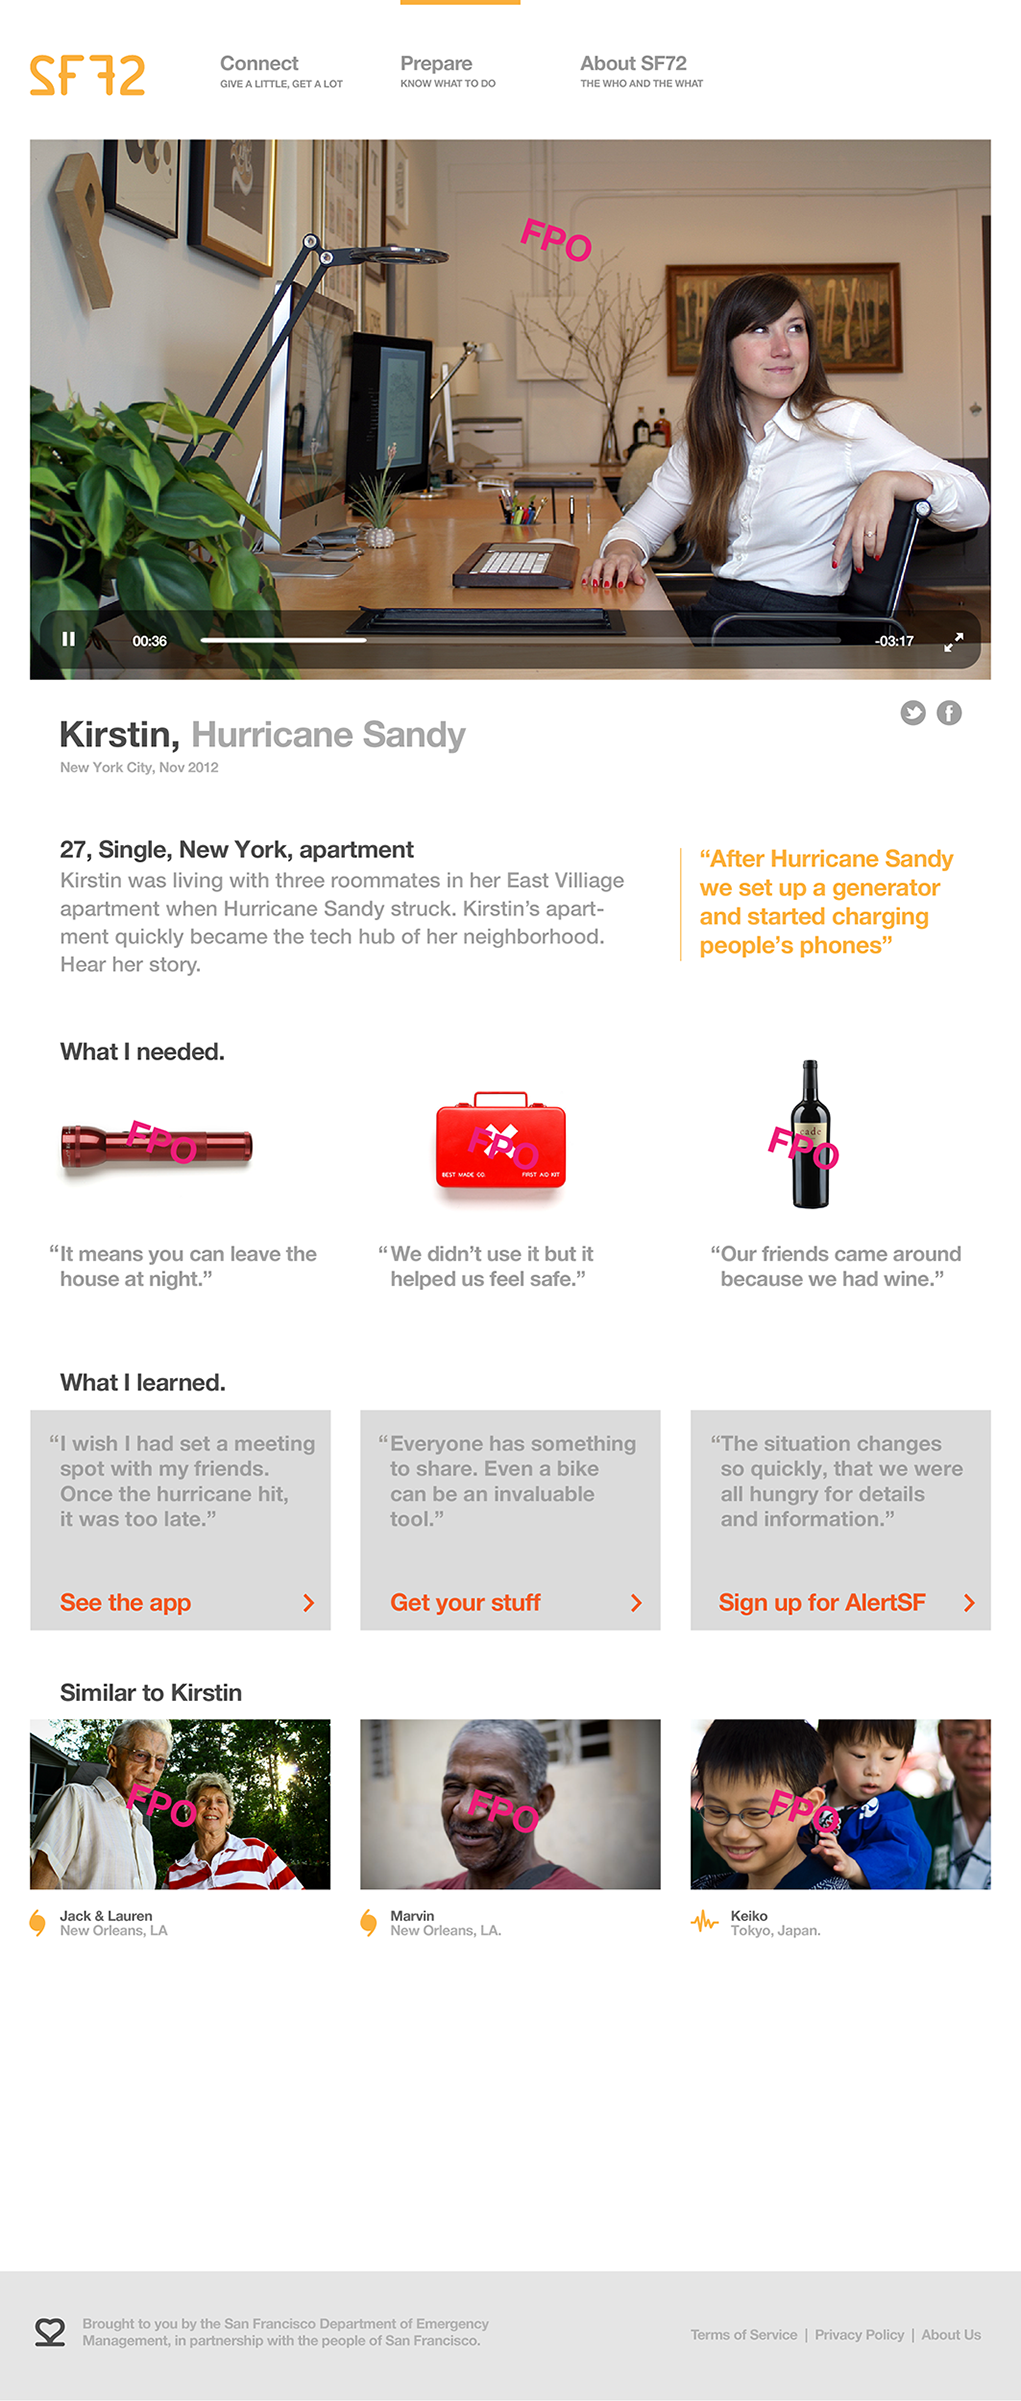 SF72
Connect
GIVE A LITTLE, GET A LOT
Prepare
KNOW WHAT TO DO
About SF72
THE WHO AND THE WHAT
FPO
00:36
-03:17
Kirstin, Hurricane Sandy
New York City, Nov 2012
27, Single, New York, apartment
Kirstin was living with three roommates in her East Villiage
apartment when Hurricane Sandy struck. Kirstin’s apart-
ment quickly became the tech hub of her neighborhood.
Hear her story.
“After Hurricane Sandy
we set up a generator
and started charging
people’s phones”
What I needed.
FPO
FPO
BEST MADE CO.
FIRST AID KIT
cade
FPO
“It means you can leave the
house at night.”
“We didn’t use it but it
helped us feel safe.”
“Our friends came around
because we had wine.”
What I learned.
“I wish I had set a meeting
spot with my friends.
Once the hurricane hit,
it was too late.”
See the app
“Everyone has something
to share. Even a bike
can be an invaluable
tool.”
Get your stuff
“The situation changes
so quickly, that we were
all hungry for details
and information.”
Sign up for AlertSF
Similar to Kirstin
FPO
FPO
FPO
Jack & Lauren
New Orleans, LA
Marvin
New Orleans, LA.
Keiko
Tokyo, Japan.
Brought to you by the San Francisco Department of Emergency
Management, in partnership with the people of San Francisco.
Terms of Service | Privacy Policy | About Us